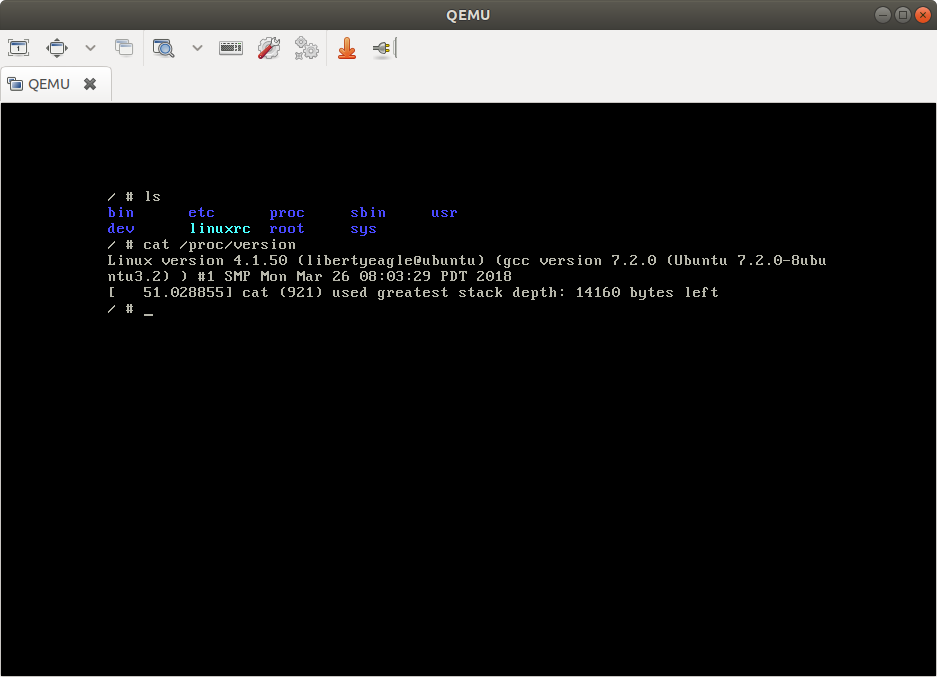 QEMU
QEMU
/ # ls
bin      etc      proc     sbin     usr
dev      linuxrc  root     sys
/ # cat /proc/version
Linux version 4.1.50 (libertyeagle@ubuntu) (gcc version 7.2.0 (Ubuntu 7.2.0-8ubu
ntu3.2) ) #1 SMP Mon Mar 26 08:03:29 PDT 2018
[   51.028855] cat (921) used greatest stack depth: 14160 bytes left
/ # _